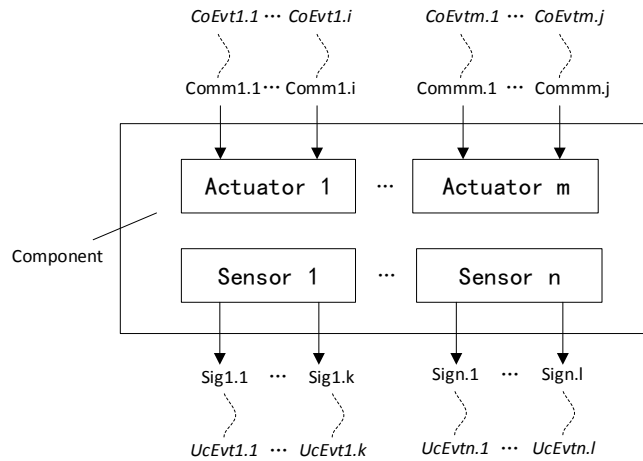 CoEvt1.1 ··· CoEvt1.i CoEvtm.1 ··· CoEvtm.j
Comm1.1 ··· Comm1.i Commm.1 ··· Commm.j
Actuator 1 ··· Actuator m
Component
Sensor 1 ··· Sensor n
Sig1.1 ··· Sig1.k Sign.1 ··· Sign.l
UcEvt1.1 ··· UcEvt1.k UcEvtn.1 ··· UcEvtn.l